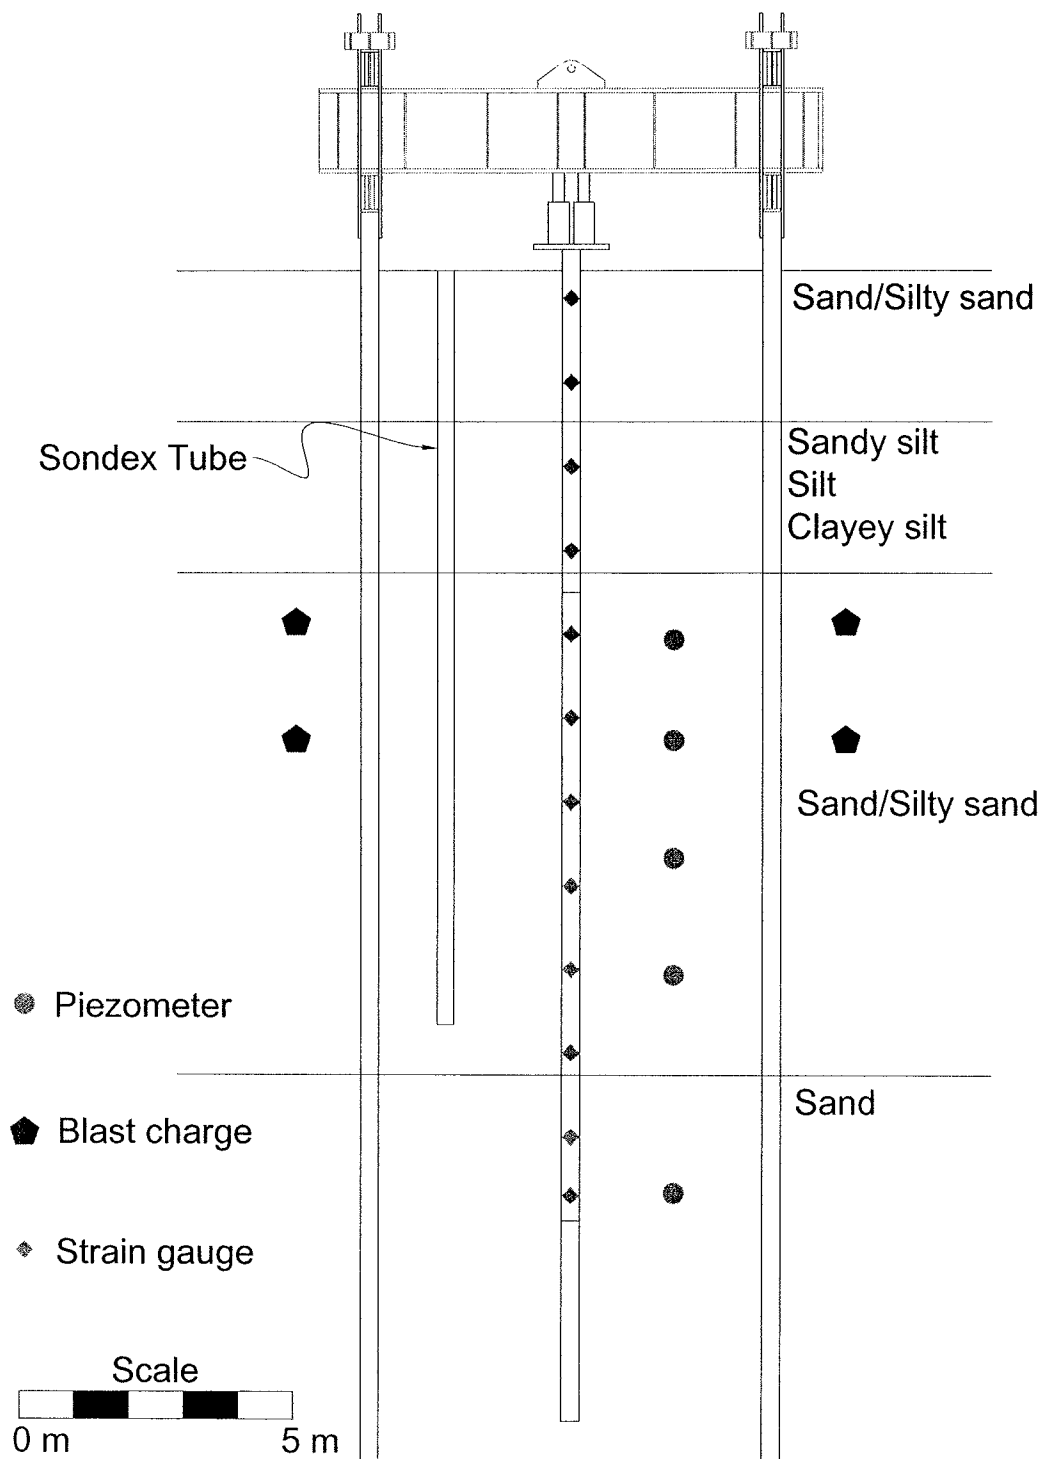 Sand/Silty sand
Sondex Tube
Sandy silt
Silt
Clayey silt
Sand/Silty sand
Piezometer
Sand
Blast charge
Strain gauge
Scale
0 m 5 m